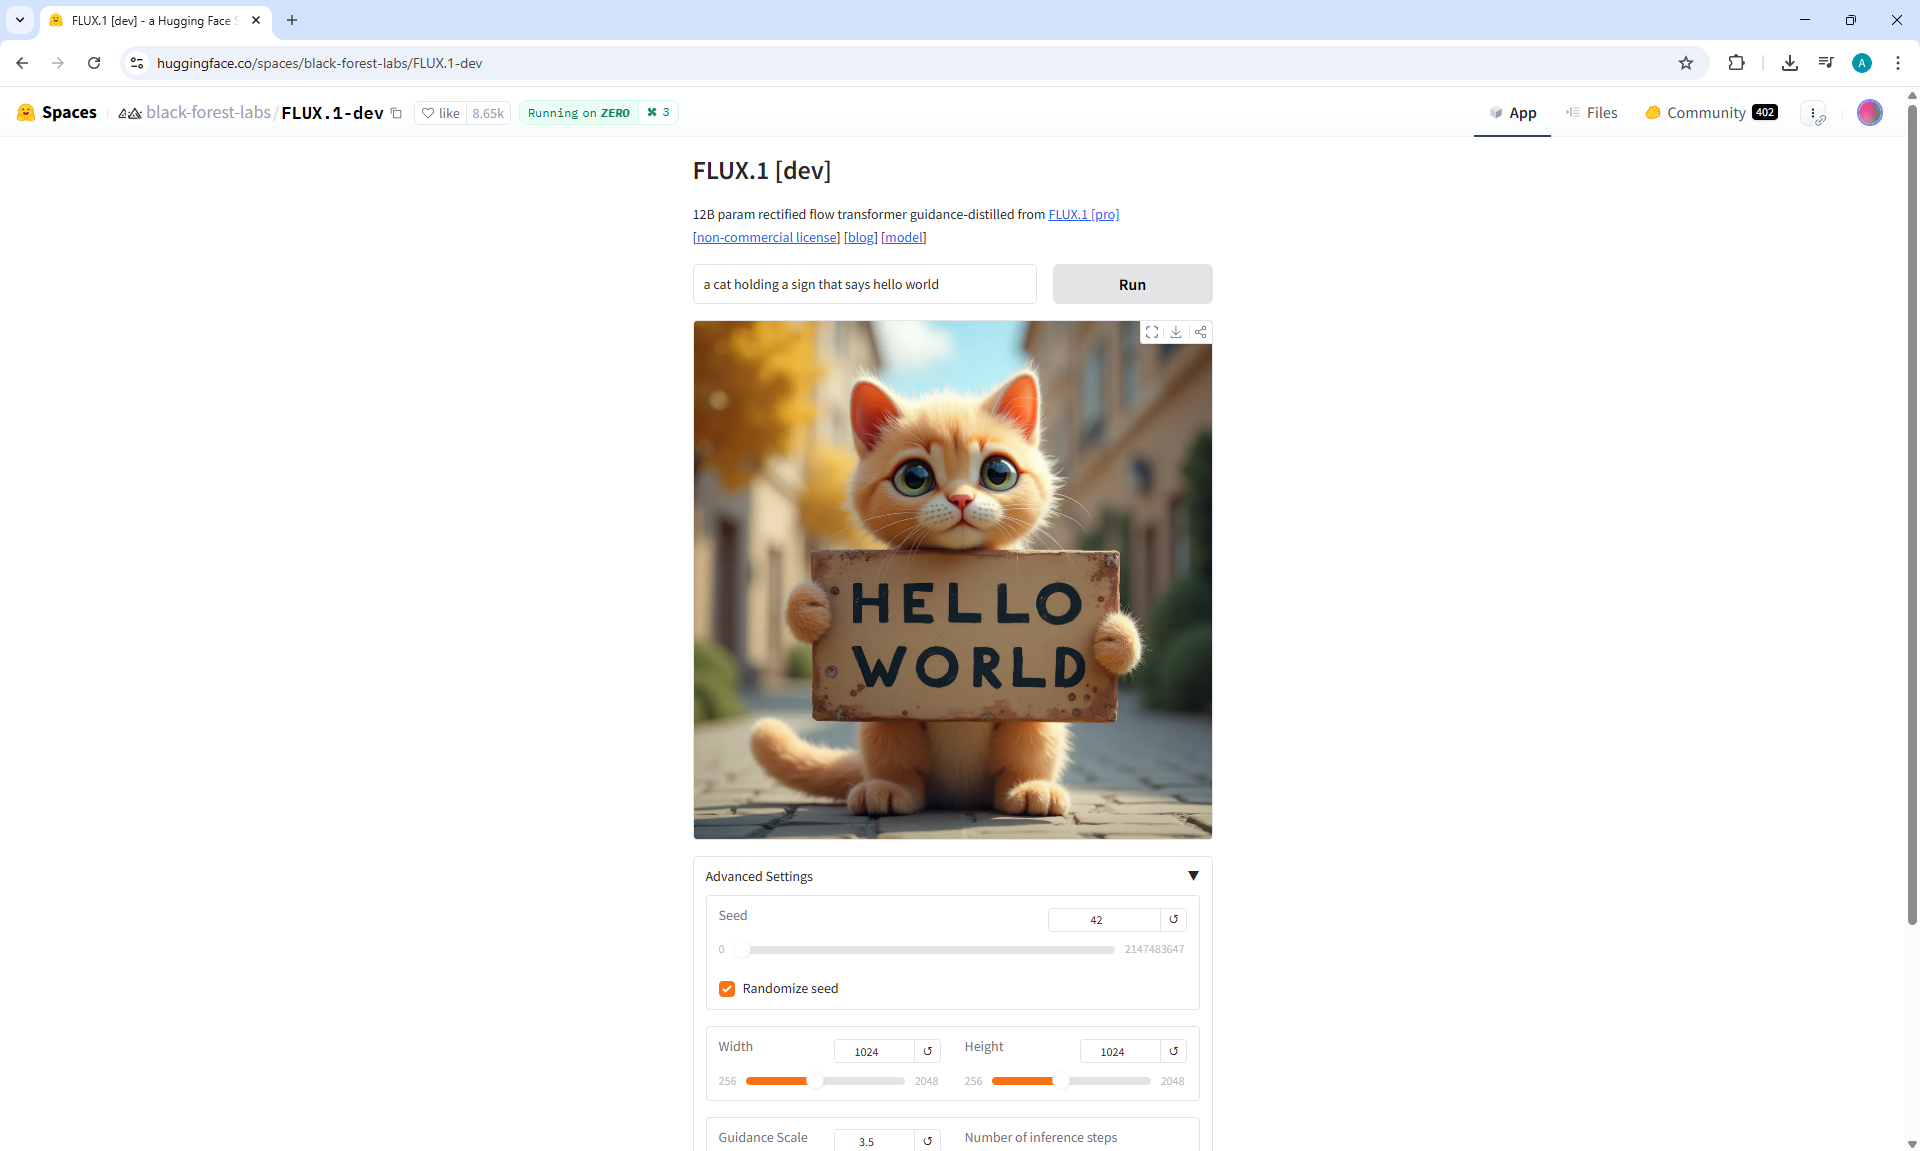 FLUX.1 [dev] - a Hugging Face S
huggingface.co/spaces/black-forest-labs/FLUX.1-dev
A
Spaces black-forest-labs / FLUX.1-dev like 8.65k Running on ZERO 3 App Files Community 402
FLUX.1 [dev]
12B param rectified flow transformer guidance-distilled from FLUX.1 [pro]
[non-commercial license] [blog] [model]
a cat holding a sign that says hello world Run
HELLO
WORLD
Advanced Settings ▼
Seed 42
0 2147483647
Randomize seed
Width 1024 Height 1024
256 2048 256 2048
Guidance Scale 3.5 Number of inference steps